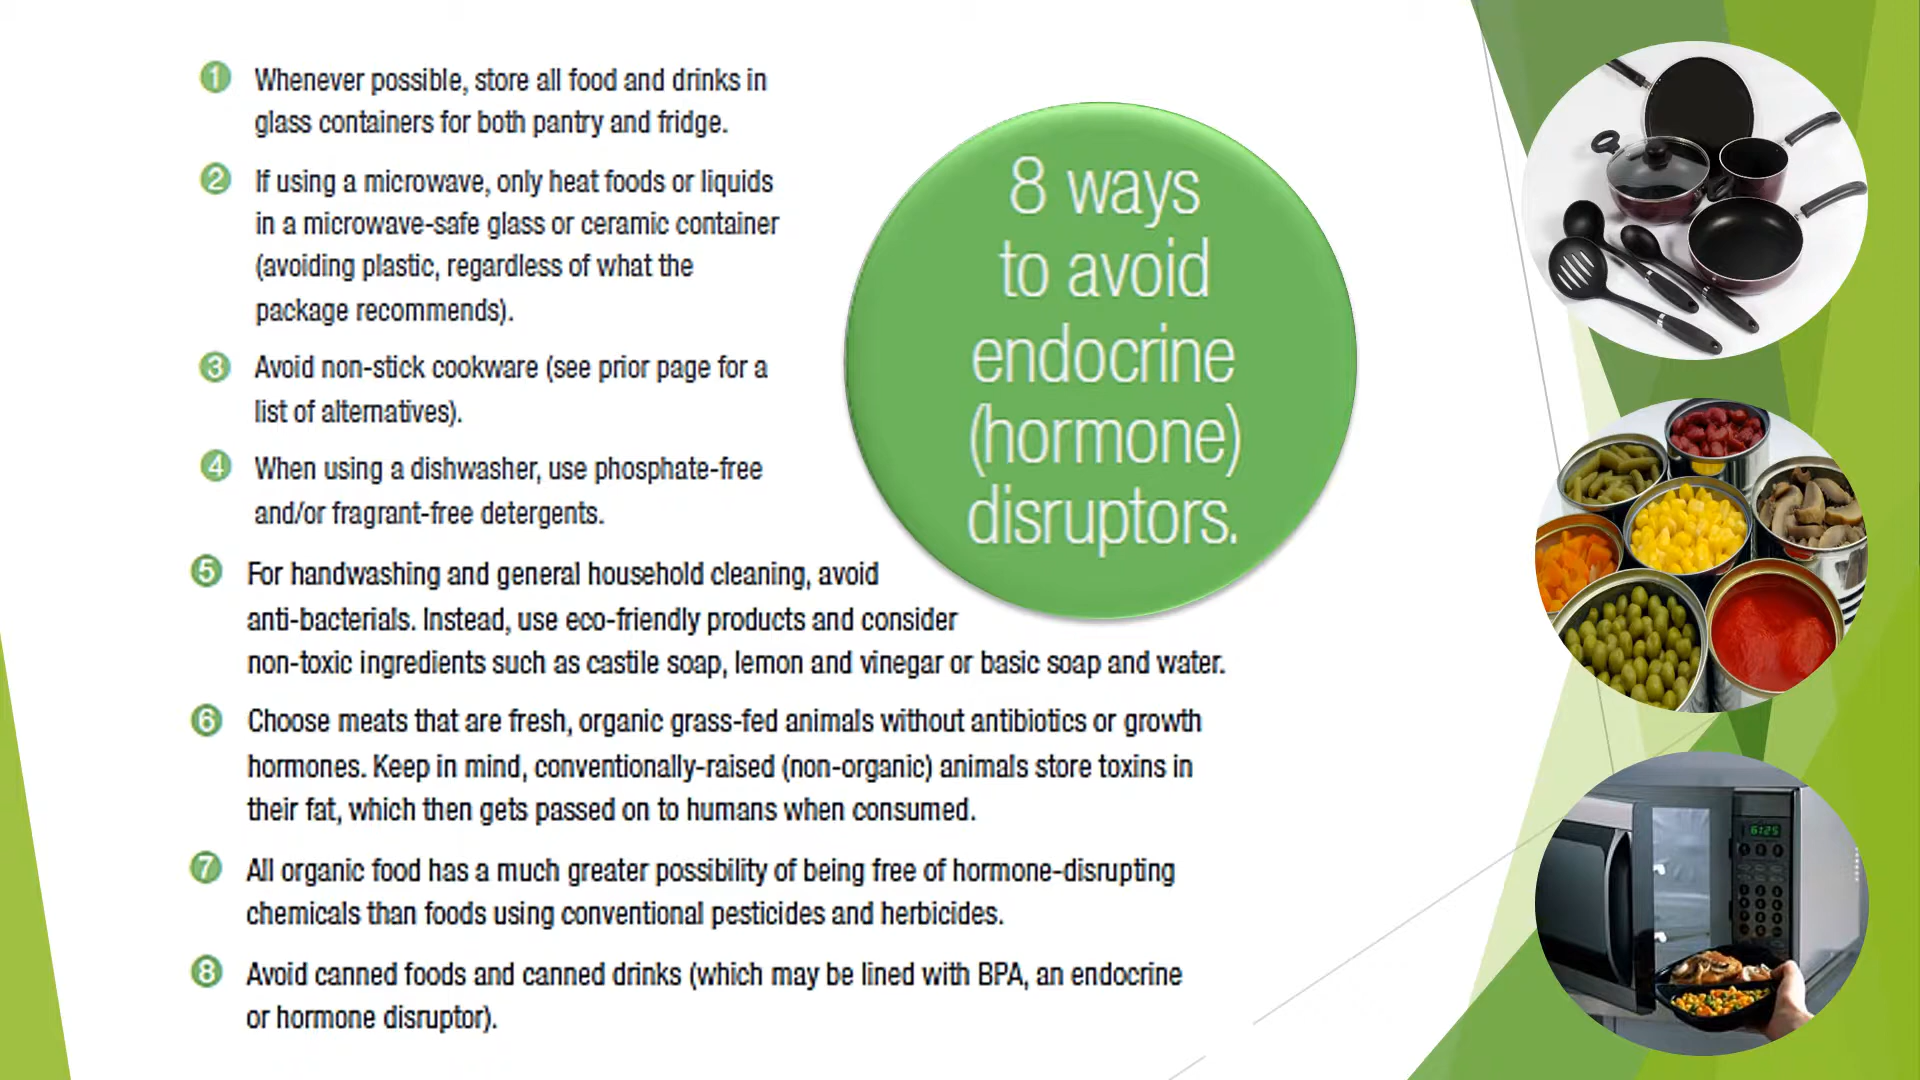 1 Whenever possible, store all food and drinks in
glass containers for both pantry and fridge.
2 If using a microwave, only heat foods or liquids
in a microwave-safe glass or ceramic container
(avoiding plastic, regardless of what the
package recommends).
3 Avoid non-stick cookware (see prior page for a
list of alternatives).
4 When using a dishwasher, use phosphate-free
and/or fragrant-free detergents.
5 For handwashing and general household cleaning, avoid
anti-bacterials. Instead, use eco-friendly products and consider
non-toxic ingredients such as castile soap, lemon and vinegar or basic soap and water.
6 Choose meats that are fresh, organic grass-fed animals without antibiotics or growth
hormones. Keep in mind, conventionally-raised (non-organic) animals store toxins in
their fat, which then gets passed on to humans when consumed.
7 All organic food has a much greater possibility of being free of hormone-disrupting
chemicals than foods using conventional pesticides and herbicides.
8 Avoid canned foods and canned drinks (which may be lined with BPA, an endocrine
or hormone disruptor).
8 ways
to avoid
endocrine
(hormone)
disruptors.
6:25